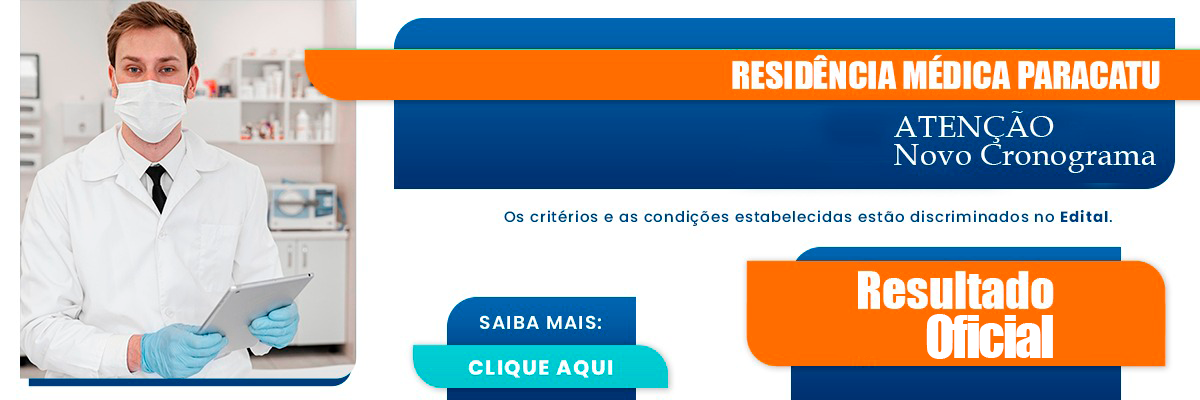 RESIDÊNCIA MÉDICA PARACATU
ATENÇÃO
Novo Cronograma
Os critérios e as condições estabelecidas estão discriminados no Edital.
Resultado
Oficial
SAIBA MAIS:
CLIQUE AQUI